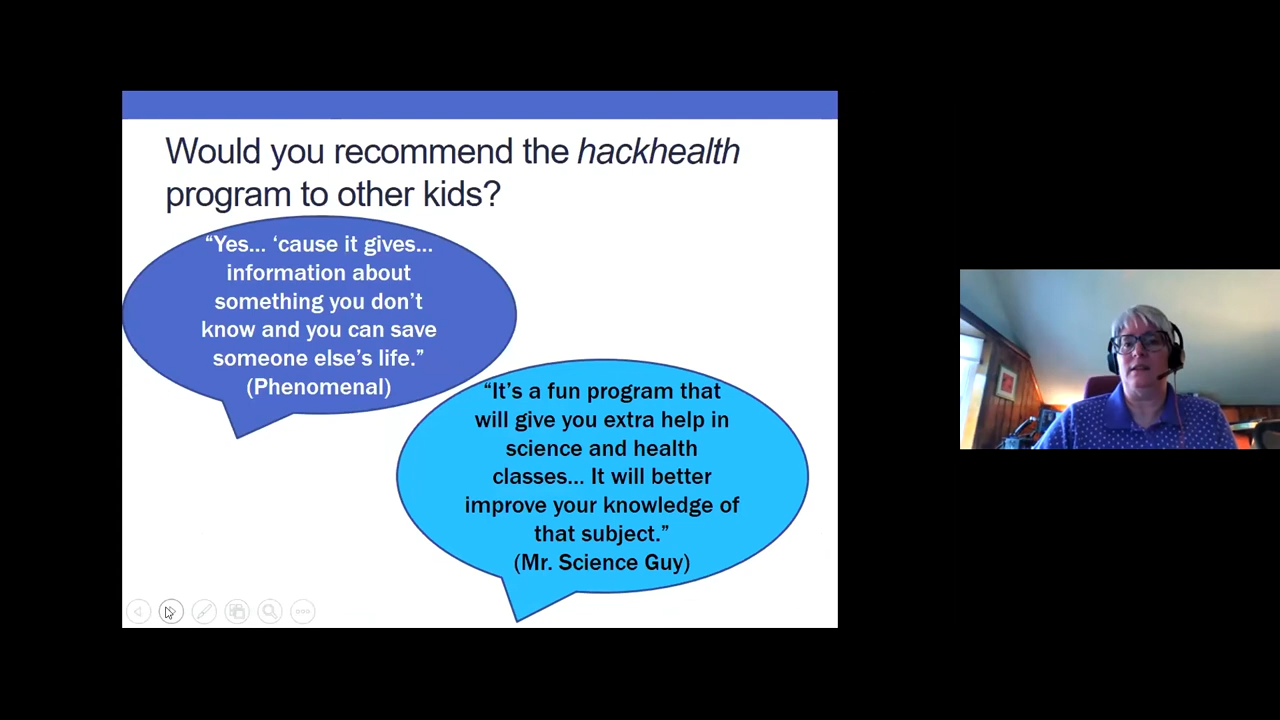 Would you recommend the hackhealth
program to other kids?
“Yes... ‘cause it gives...
information about
something you don’t
know and you can save
someone else’s life.”
(Phenomenal)
“It’s a fun program that
will give you extra help in
science and health
classes... It will better
improve your knowledge of
that subject.”
(Mr. Science Guy)